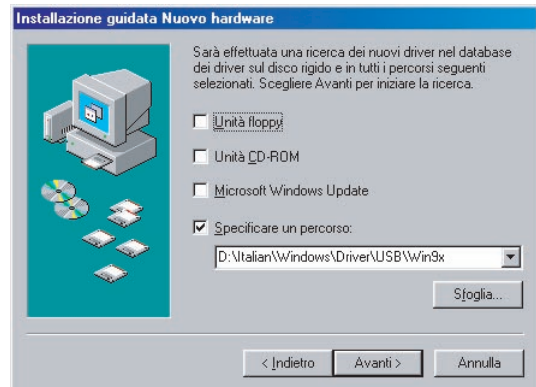 Installazione guidata Nuovo hardware
Sarà effettuata una ricerca dei nuovi driver nel database
dei driver sul disco rigido e in tutti i percorsi seguenti
selezionati. Scegliere Avanti per iniziare la ricerca.
Unità floppy
Unità CD-ROM
Microsoft Windows Update
Specificare un percorso:
D:\Italian\Windows\Driver\USB\Win9x
Sfoglia...
< Indietro
Avanti >
Annulla